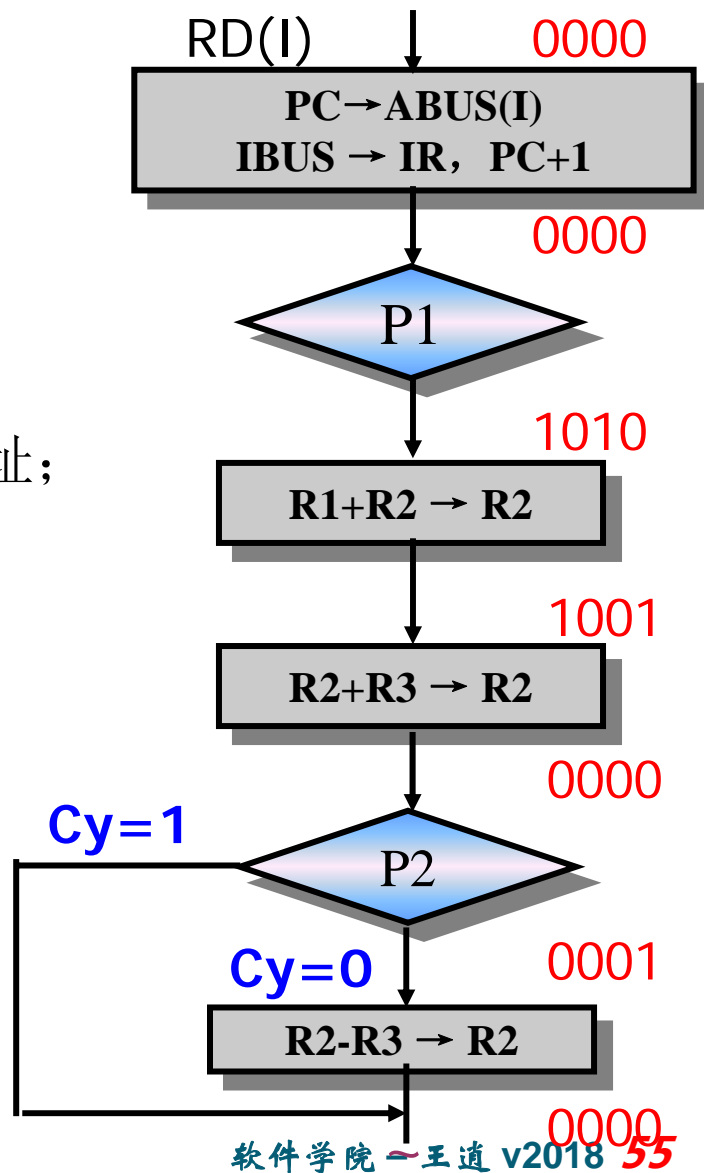 RD(I) 0000
PC→ABUS(I)
IBUS → IR，PC+1
0000
P1
1010
址；
R1+R2 → R2
1001
R2+R3 → R2
0000
Cy=1
P2
Cy=0 0001
R2-R3 → R2
0000
软件学院 – 王逍 v2018 55